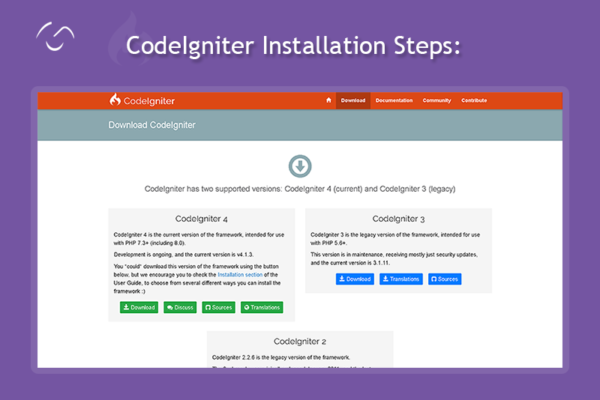 CodeIgniter Installation Steps:
CodeIgniter
Download Documentation Community Contribute
Download CodeIgniter
CodeIgniter has two supported versions: CodeIgniter 4 (current) and CodeIgniter 3 (legacy)
CodeIgniter 4
CodeIgniter 4 is the current version of the framework, intended for use
with PHP 7.3+ (including 8.0).
Development is ongoing, and the current version is v4.1.3.
You "could" download this version of the framework using the button
below, but we encourage you to check the Installation section of
the User Guide, to choose from several different ways you can install the
framework :)
Download Discuss Sources Translations
CodeIgniter 3
CodeIgniter 3 is the legacy version of the framework, intended for use
with PHP 5.6+.
This version is in maintenance, receiving mostly just security updates,
and the current version is 3.1.11.
Download Translations Sources
CodeIgniter 2
CodeIgniter 2.2.6 is the legacy version of the framework.